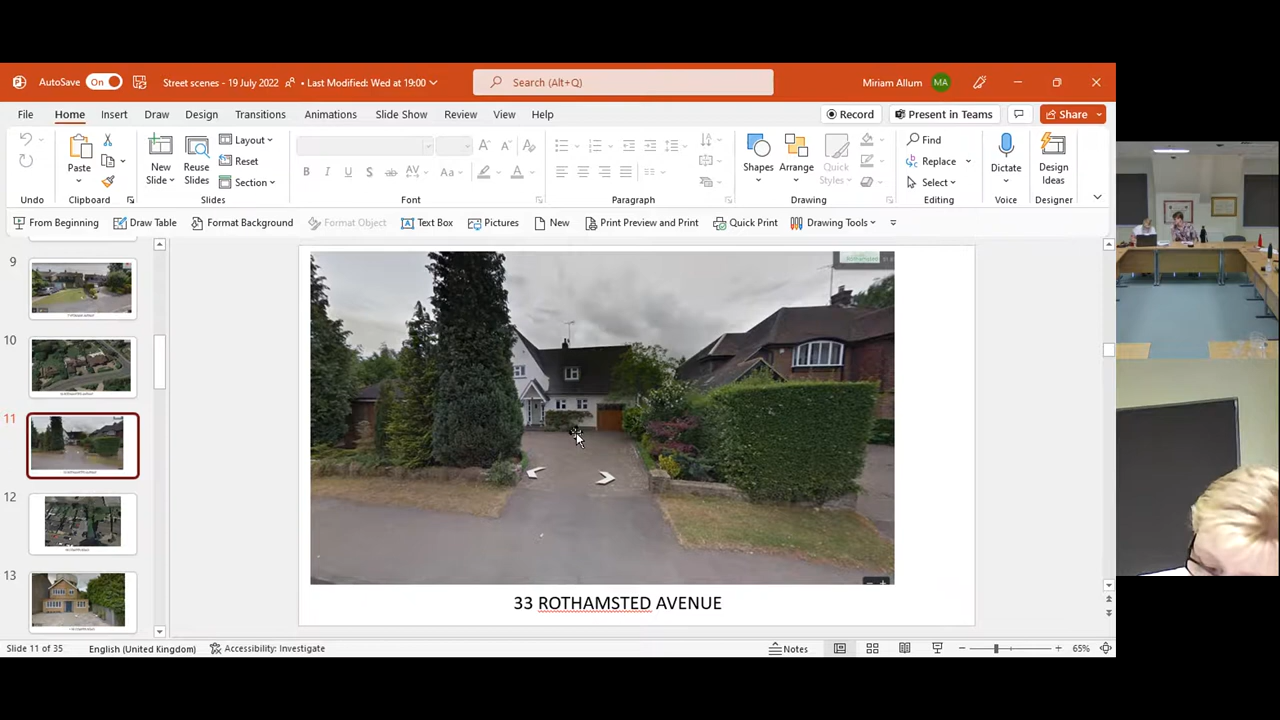 AutoSave On Street scenes - 19 July 2022 • Last Modified: Wed at 19:00 Search (Alt+Q) Miriam Allum MA
File Home Insert Draw Design Transitions Animations Slide Show Review View Help Record Present in Teams Share
Paste New Slide Reuse Slides Layout Reset Section
B I U S ab AV Aa A
Shapes Arrange Quick Styles Find Replace Select Dictate Design Ideas
Undo Clipboard Slides Font Paragraph Drawing Editing Voice Designer
From Beginning Draw Table Format Background Format Object Text Box Pictures New Print Preview and Print Quick Print Drawing Tools
9
10
11
12
13
33 ROTHAMSTED AVENUE
Slide 11 of 35 English (United Kingdom) Accessibility: Investigate Notes 65%